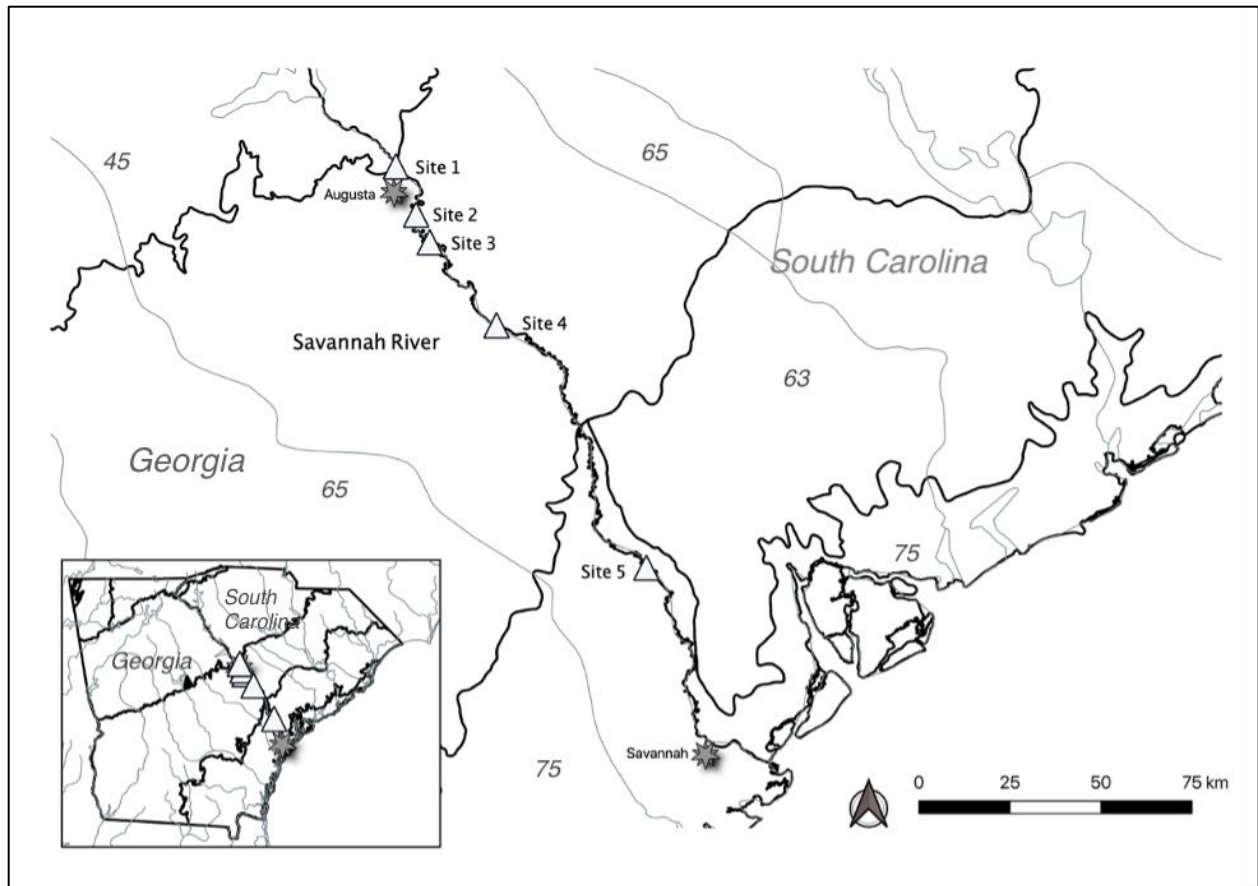 45
65
Site 1
Augusta
Site 2
Site 3
South Carolina
Site 4
Savannah River
63
Georgia
65
75
Site 5
South
Carolina
Georgia
Savannah
75
0 25 50 75 km